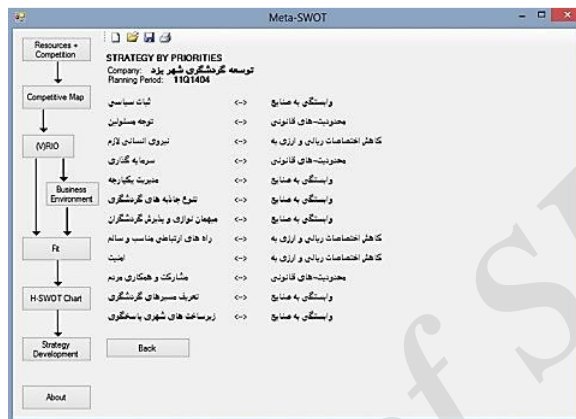 Meta-SWOT
Resources +
Competition
Competitive Map
(V)RIO
Business
Environment
Fit
H-SWOT Chart
Strategy
Development
About
STRATEGY BY PRIORITIES
Company: توسعه گردشگری شهر یزد
Planning Period: 11Q1404
ثبات سیاسی <-> وابستگی به صنایع
توجه مسئولین <-> محدودیت-های قانونی
نیروی انسانی لازم <-> کاهش اختصاصات ریالی و ارزی به
سرمایه گذاری <-> محدودیت-های قانونی
مدیریت یکپارچه <-> وابستگی به صنایع
تنوع جاذبه های گردشگری <-> وابستگی به صنایع
میهمان نوازی و پذیرش گردشگران <-> وابستگی به صنایع
راه های ارتباطی مناسب و سالم <-> کاهش اختصاصات ریالی و ارزی به
امنیت <-> کاهش اختصاصات ریالی و ارزی به
مشارکت و همکاری مردم <-> محدودیت-های قانونی
تعریف مسیرهای گردشگری <-> وابستگی به صنایع
زیرساخت های شهری پاسخگوی <-> وابستگی به صنایع
Back